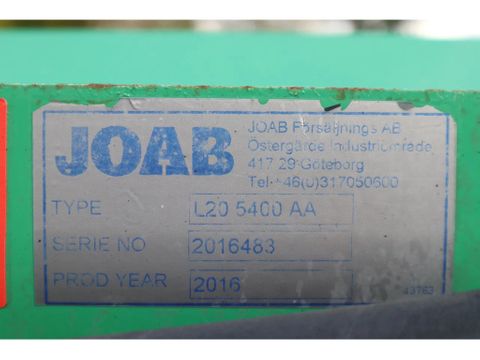 JOAB
JOAB Försäljnings AB
Östergärde Industriområde
417 29 Göteborg
Tel: +46(0)317050600
TYPE L20 5400 AA
SERIE NO 2016483
PROD YEAR 2016
43763